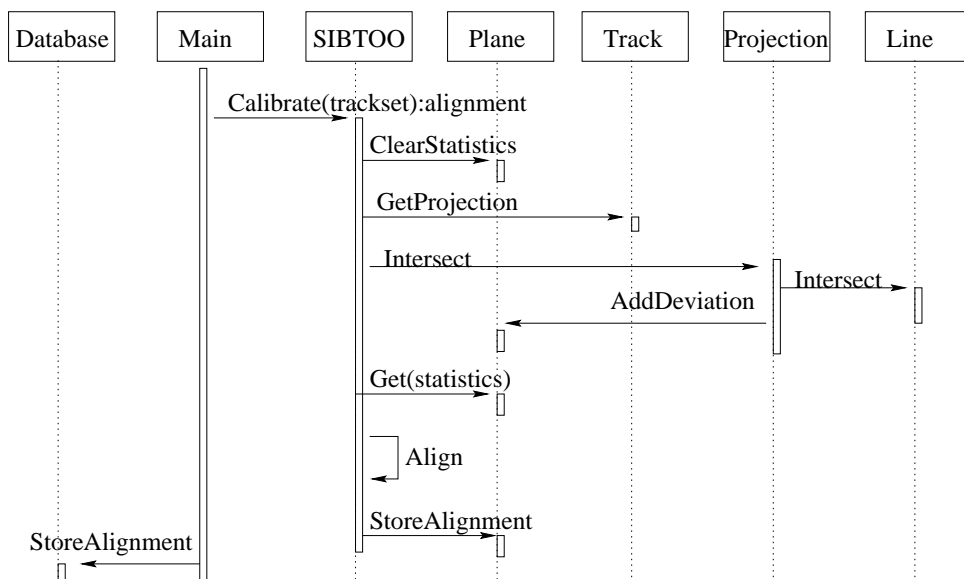 Database Main SIBTOO Plane Track Projection Line
Calibrate(trackset):alignment
ClearStatistics
GetProjection
Intersect
Intersect
AddDeviation
Get(statistics)
Align
StoreAlignment
StoreAlignment